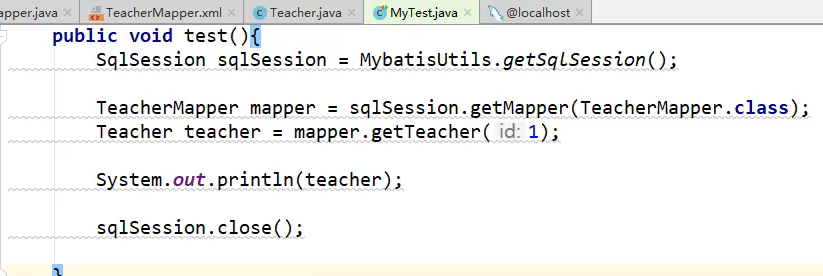 apper.java TeacherMapper.xml Teacher.java MyTest.java @localhost
public void test(){
SqlSession sqlSession = MybatisUtils.getSqlSession();
TeacherMapper mapper = sqlSession.getMapper(TeacherMapper.class);
Teacher teacher = mapper.getTeacher( id: 1);
System.out.println(teacher);
sqlSession.close();
}